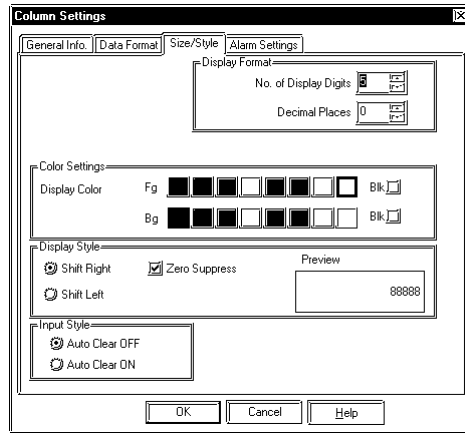 Column Settings
General Info. Data Format Size/Style Alarm Settings
Display Format
No. of Display Digits 5
Decimal Places 0
Color Settings
Display Color Fg Blk
Bg Blk
Display Style
Shift Right Zero Suppress Preview
Shift Left 88888
Input Style
Auto Clear OFF
Auto Clear ON
OK Cancel Help